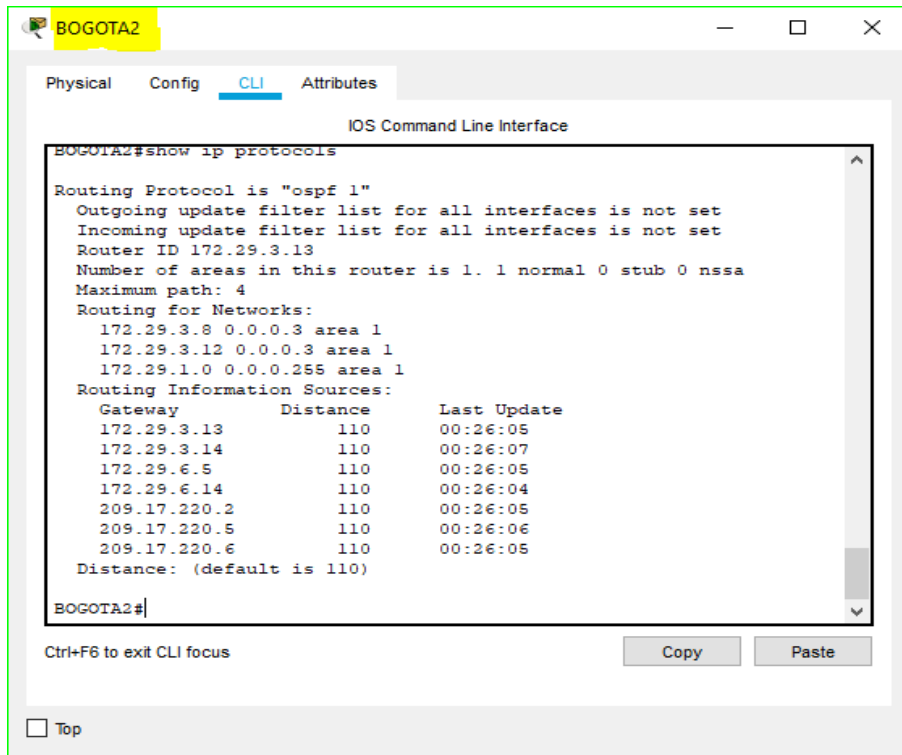 BOGOTA2
Physical Config CLI Attributes
IOS Command Line Interface
BOGOTA2#show ip protocols
Routing Protocol is "ospf 1"
Outgoing update filter list for all interfaces is not set
Incoming update filter list for all interfaces is not set
Router ID 172.29.3.13
Number of areas in this router is 1. 1 normal 0 stub 0 nssa
Maximum path: 4
Routing for Networks:
172.29.3.8 0.0.0.3 area 1
172.29.3.12 0.0.0.3 area 1
172.29.1.0 0.0.0.255 area 1
Routing Information Sources:
Gateway Distance Last Update
172.29.3.13 110 00:26:05
172.29.3.14 110 00:26:07
172.29.6.5 110 00:26:05
172.29.6.14 110 00:26:04
209.17.220.2 110 00:26:05
209.17.220.5 110 00:26:06
209.17.220.6 110 00:26:05
Distance: (default is 110)
BOGOTA2#
Ctrl+F6 to exit CLI focus Copy Paste
Top